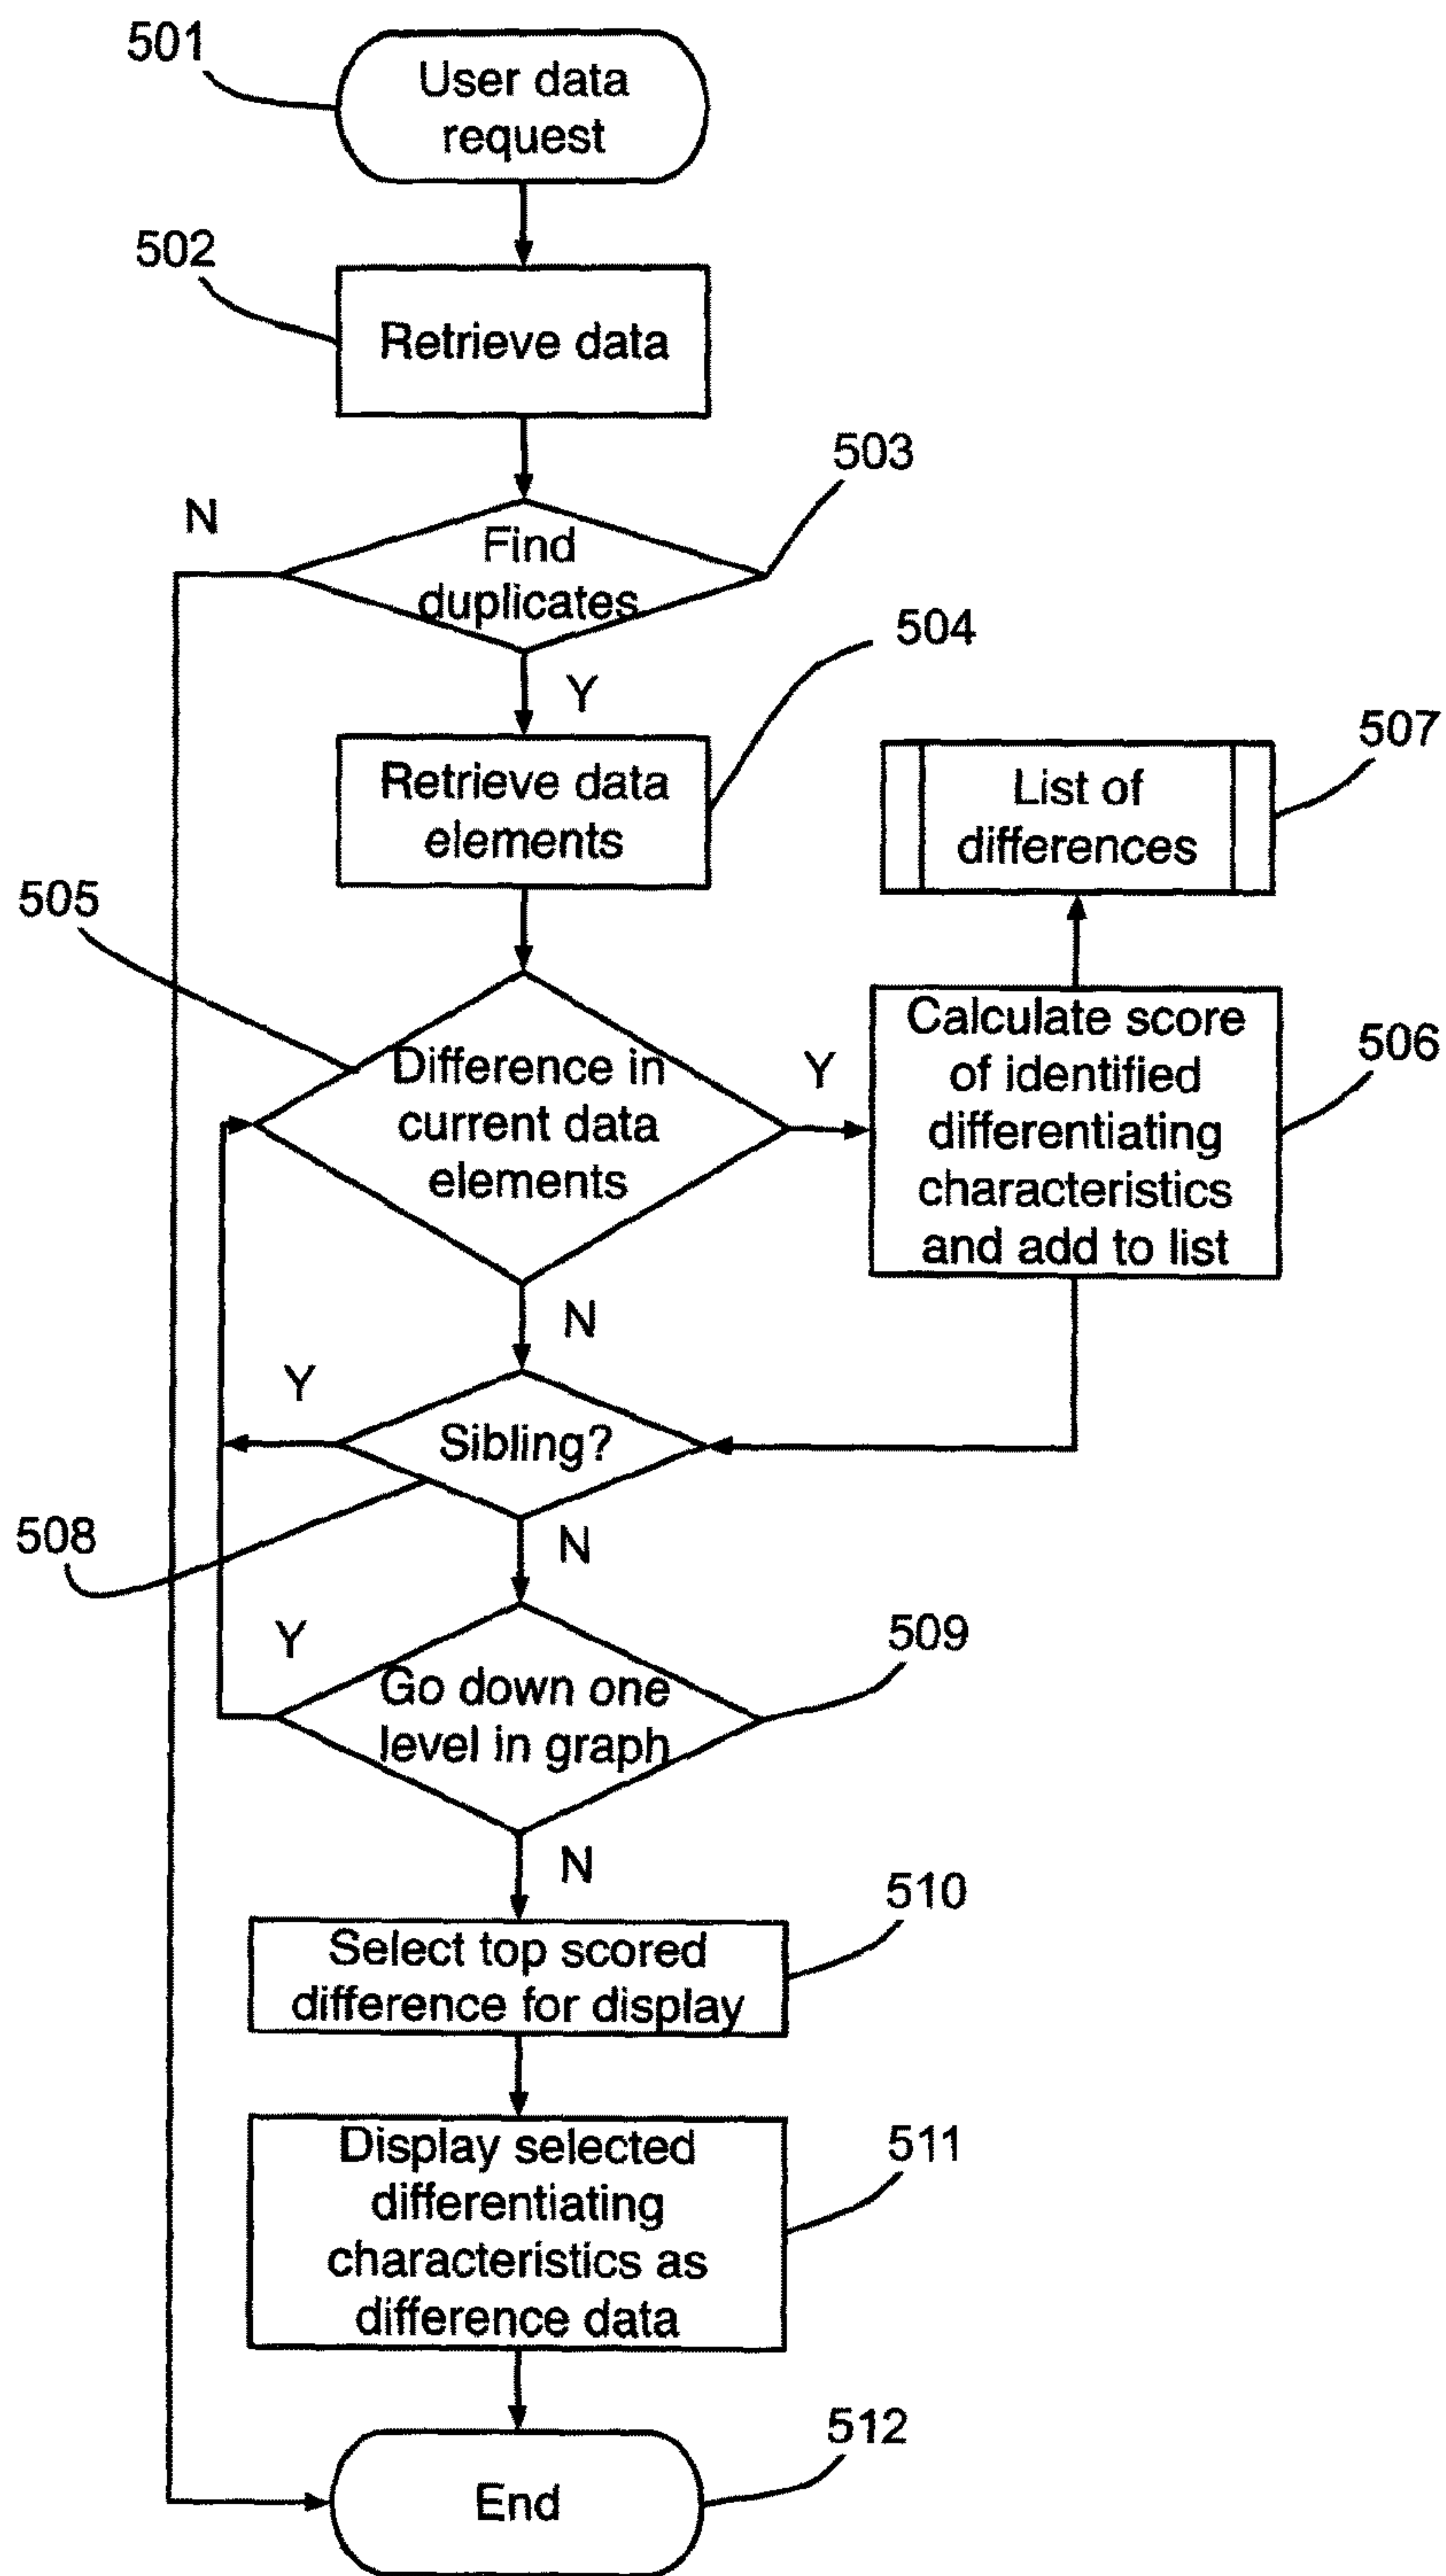 501
User data
request
502
Retrieve data
503
N
Find
duplicates
Y
504
Retrieve data
elements
507
List of
differences
505
Difference in
current data
elements
Y
506
Calculate score
of identified
differentiating
characteristics
and add to list
N
Y
Sibling?
508
N
Y
509
Go down one
level in graph
N
510
Select top scored
difference for display
511
Display selected
differentiating
characteristics as
difference data
512
End